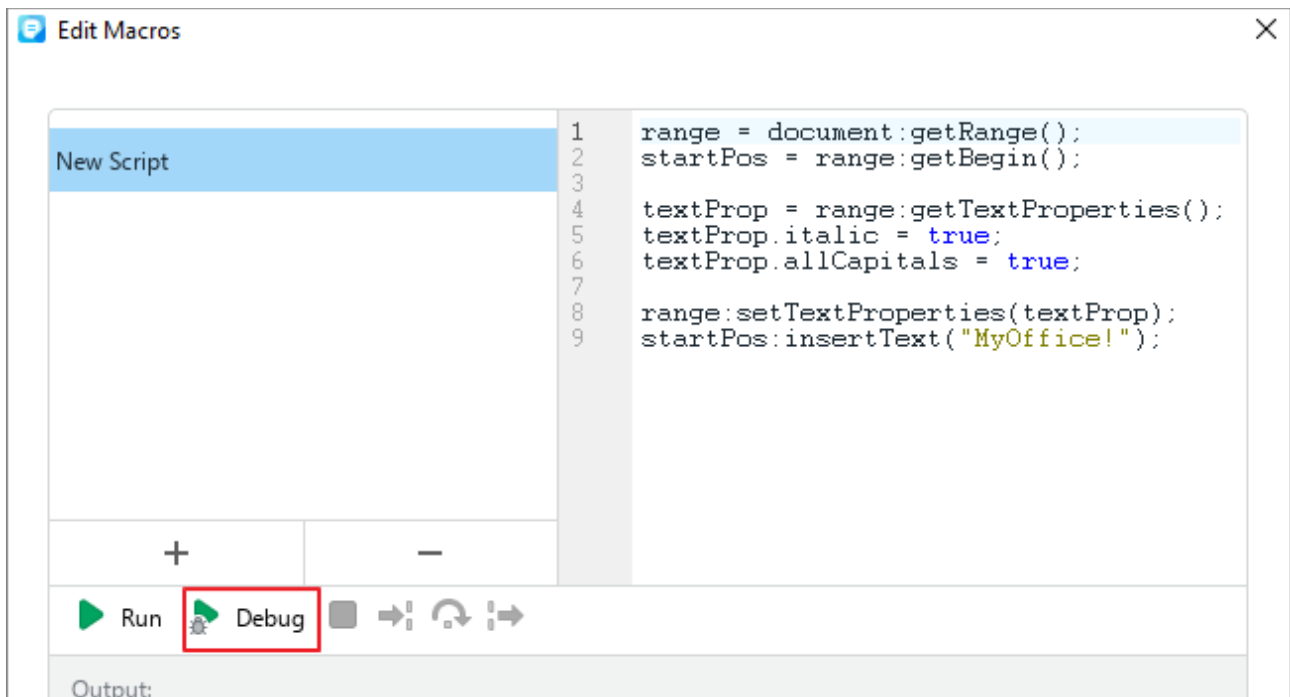 Edit Macros
New Script
1 range = document:getRange();
2 startPos = range:getBegin();
3
4 textProp = range:getTextProperties();
5 textProp.italic = true;
6 textProp.allCapitals = true;
7
8 range:setTextProperties(textProp);
9 startPos:insertText("MyOffice!");
+ −
Run Debug
Output: